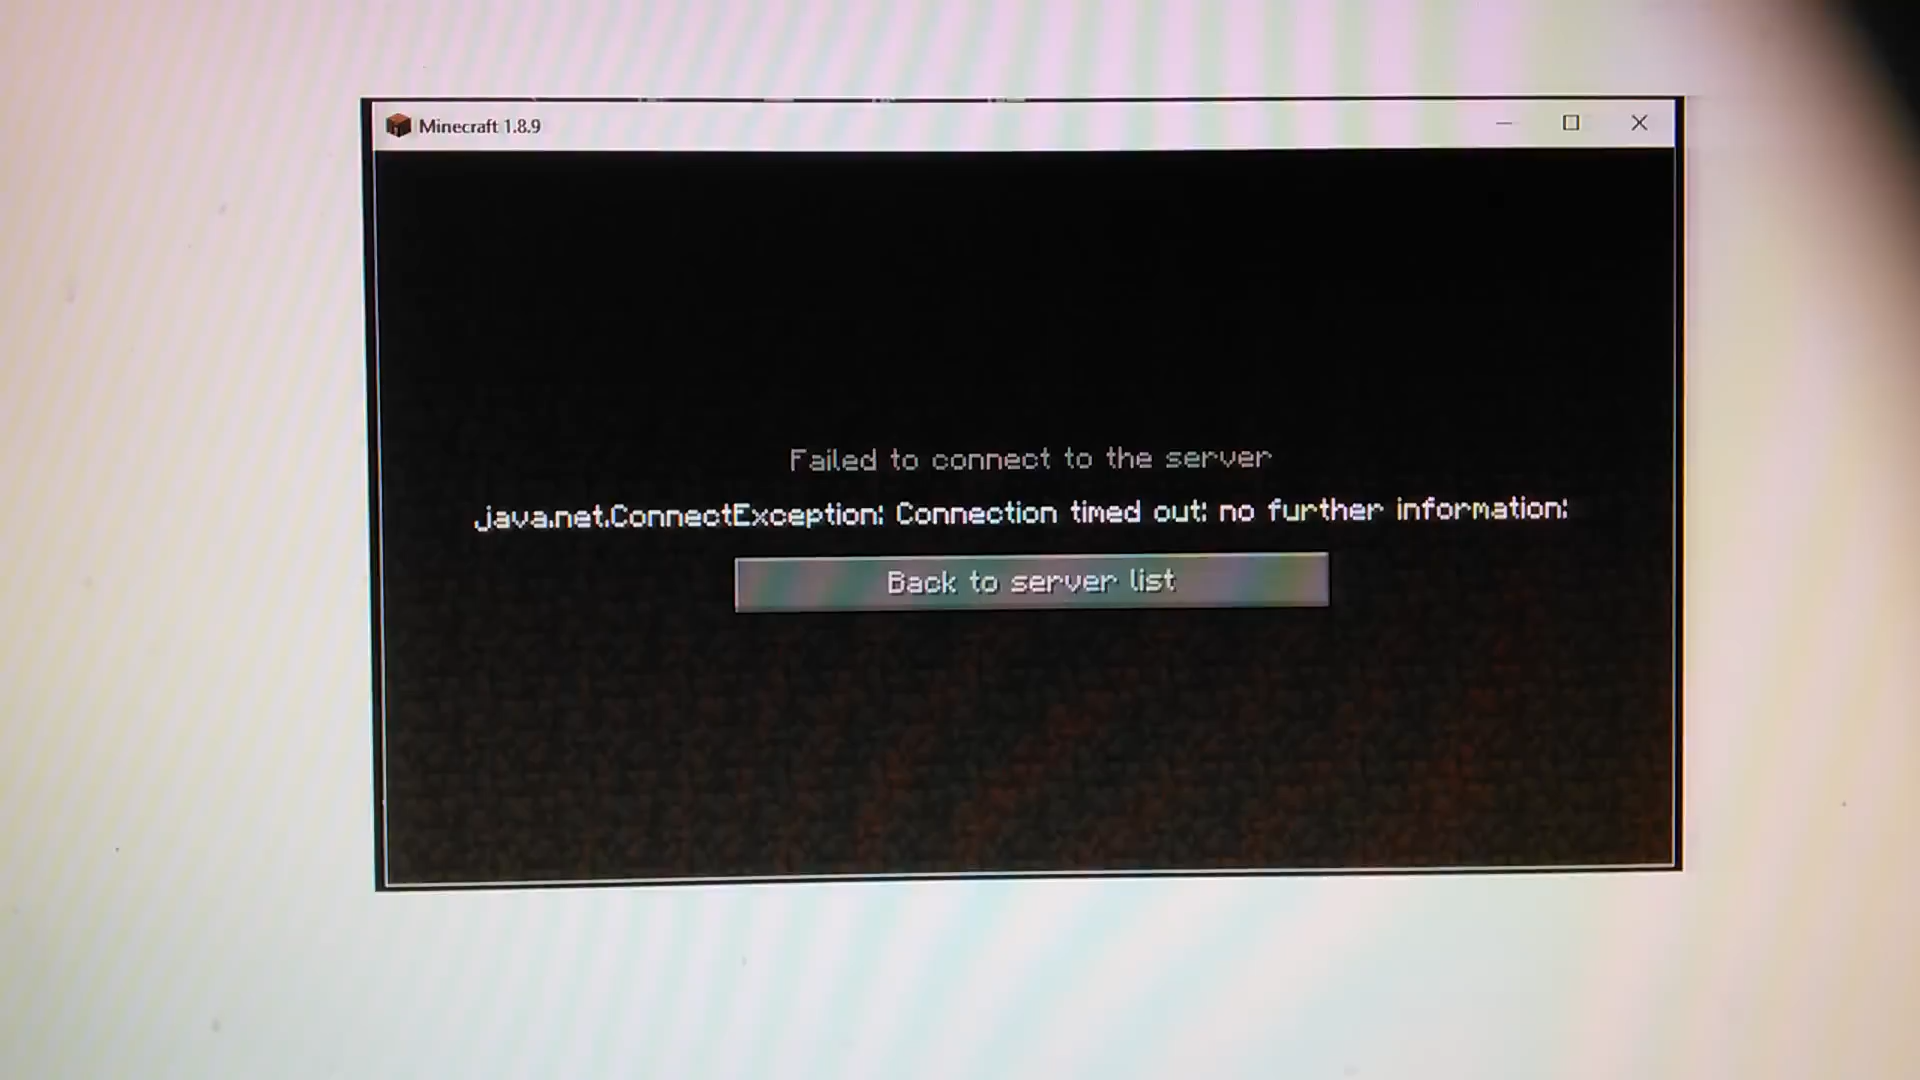 Minecraft 1.8.9
Failed to connect to the server
java.net.ConnectException: Connection timed out: no further information:
Back to server list